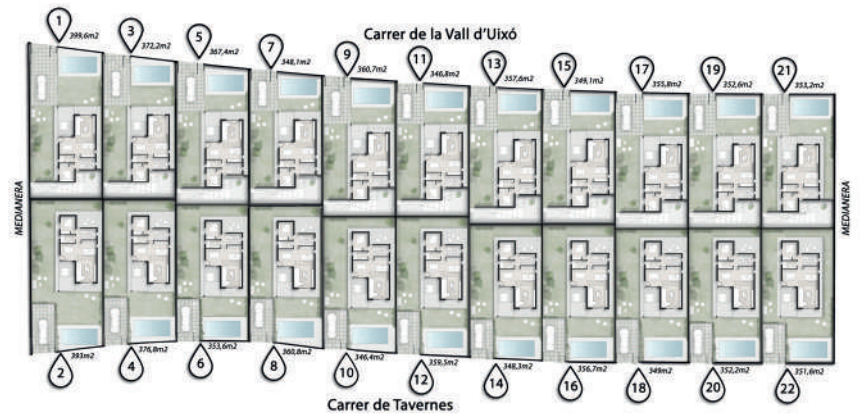 Carrer de la Vall d'Uixó
1
399,6m2
3
372,2m2
5
367,4m2
7
348,1m2
9
360,7m2
11
346,8m2
13
357,6m2
15
349,1m2
17
355,8m2
19
352,6m2
21
353,2m2
MEDIANERA
MEDIANERA
2
393m2
4
376,8m2
6
353,6m2
8
360,8m2
10
346,4m2
12
359,5m2
14
348,3m2
16
356,7m2
18
349m2
20
352,2m2
22
351,6m2
Carrer de Tavernes